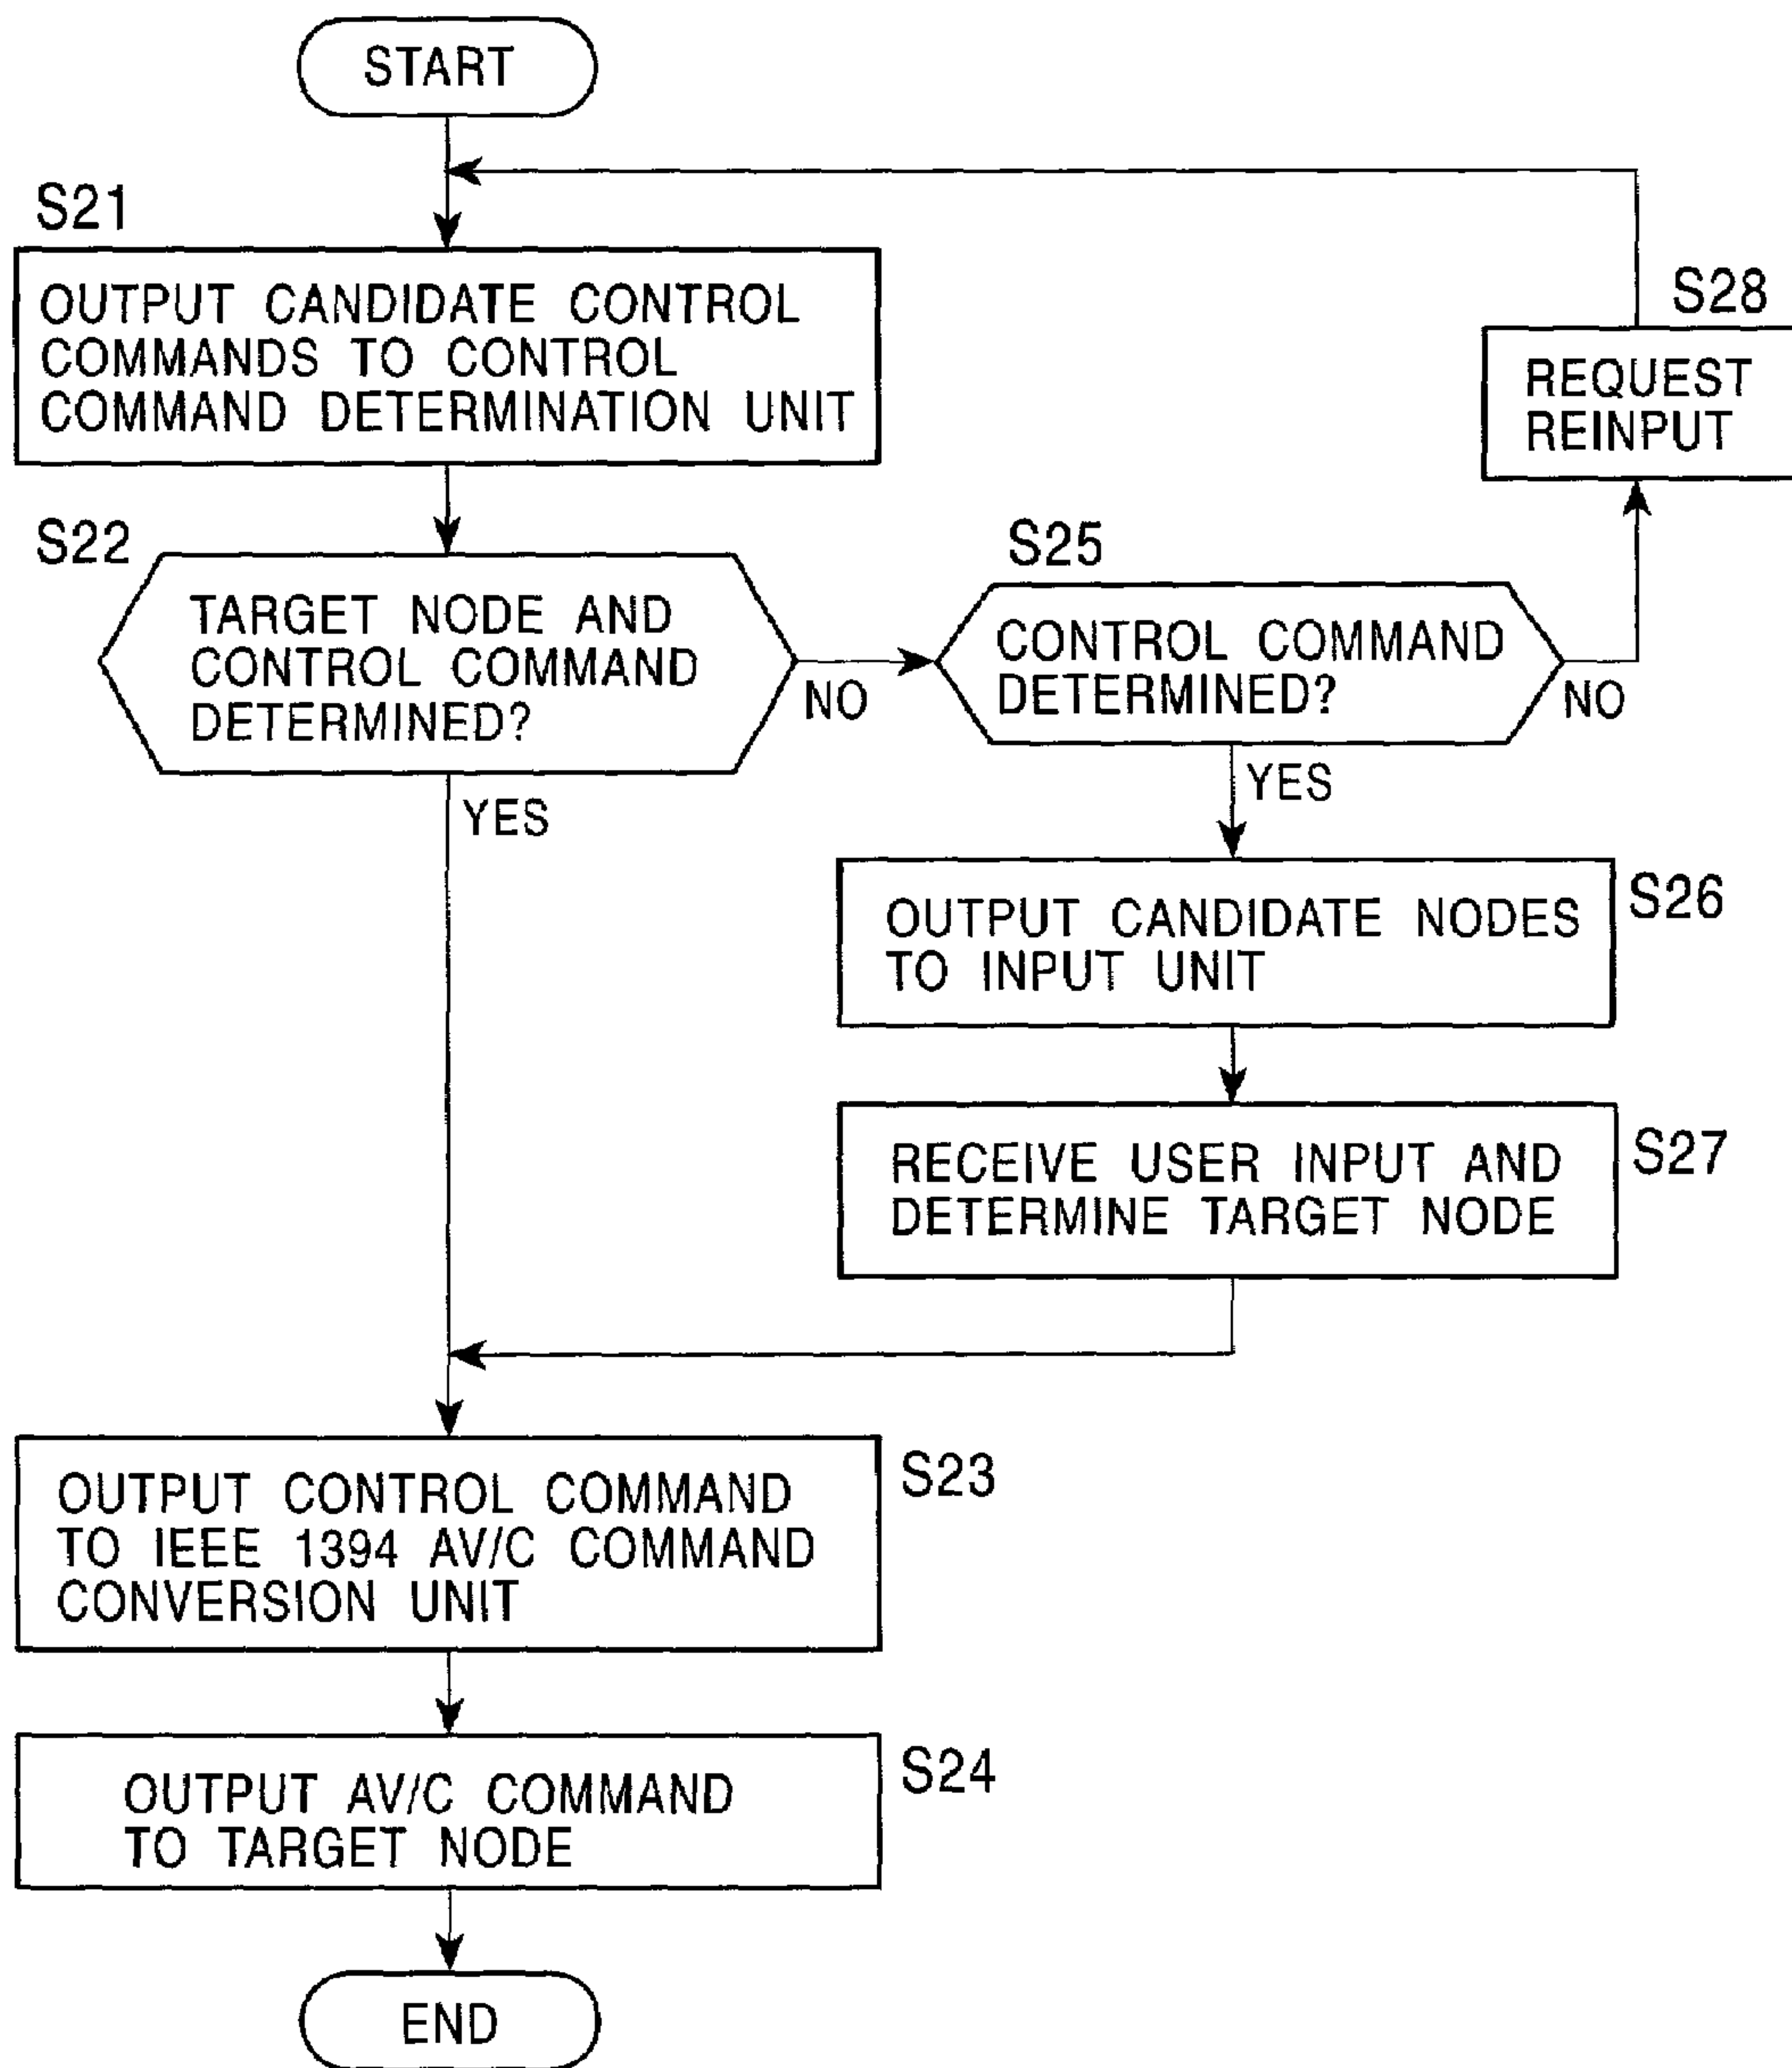 START
S21
OUTPUT CANDIDATE CONTROL
COMMANDS TO CONTROL
COMMAND DETERMINATION UNIT
S28
REQUEST
REINPUT
S22
TARGET NODE AND
CONTROL COMMAND
DETERMINED?
NO
YES
S25
CONTROL COMMAND
DETERMINED?
NO
YES
S26
OUTPUT CANDIDATE NODES
TO INPUT UNIT
S27
RECEIVE USER INPUT AND
DETERMINE TARGET NODE
S23
OUTPUT CONTROL COMMAND
TO IEEE 1394 AV/C COMMAND
CONVERSION UNIT
S24
OUTPUT AV/C COMMAND
TO TARGET NODE
END